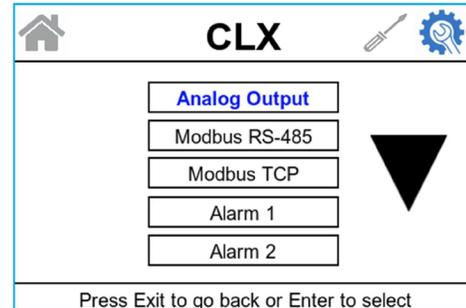 CLX
Analog Output
Modbus RS-485
Modbus TCP
Alarm 1
Alarm 2
Press Exit to go back or Enter to select